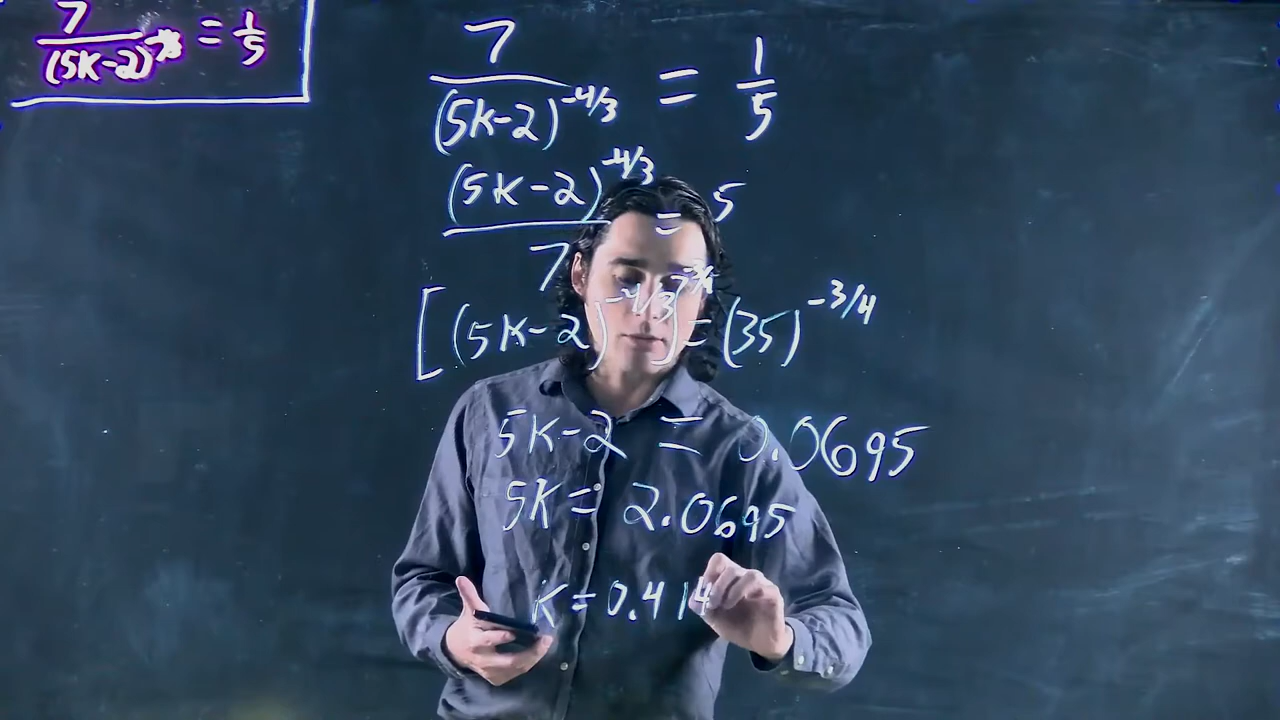 7/(5K-2) = 1/5
7/(5K-2)^-4/3 = 1/5
(5K-2)^-4/3 / 7 = 5
[(5K-2)^-4/3]^-3/4 = (35)^-3/4
5K-2 = 0.0695
5K = 2.0695
K = 0.414